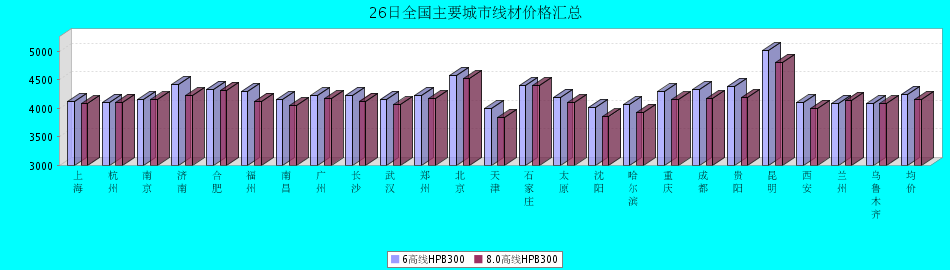 26日全国主要城市线材价格汇总
5000
4500
4000
3500
3000
上海
杭州
南京
济南
合肥
福州
南昌
广州
长沙
武汉
郑州
北京
天津
石家庄
太原
沈阳
哈尔滨
重庆
成都
贵阳
昆明
西安
兰州
乌鲁木齐
均价
6高线HPB300
8.0高线HPB300